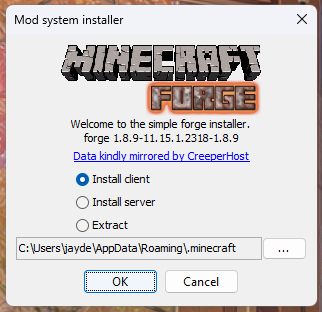 Mod system installer
MINECRAFT
FORGE
Welcome to the simple forge installer.
forge 1.8.9-11.15.1.2318-1.8.9
Data kindly mirrored by CreeperHost
Install client
Install server
Extract
C:\Users\jayde\AppData\Roaming\.minecraft
...
OK
Cancel